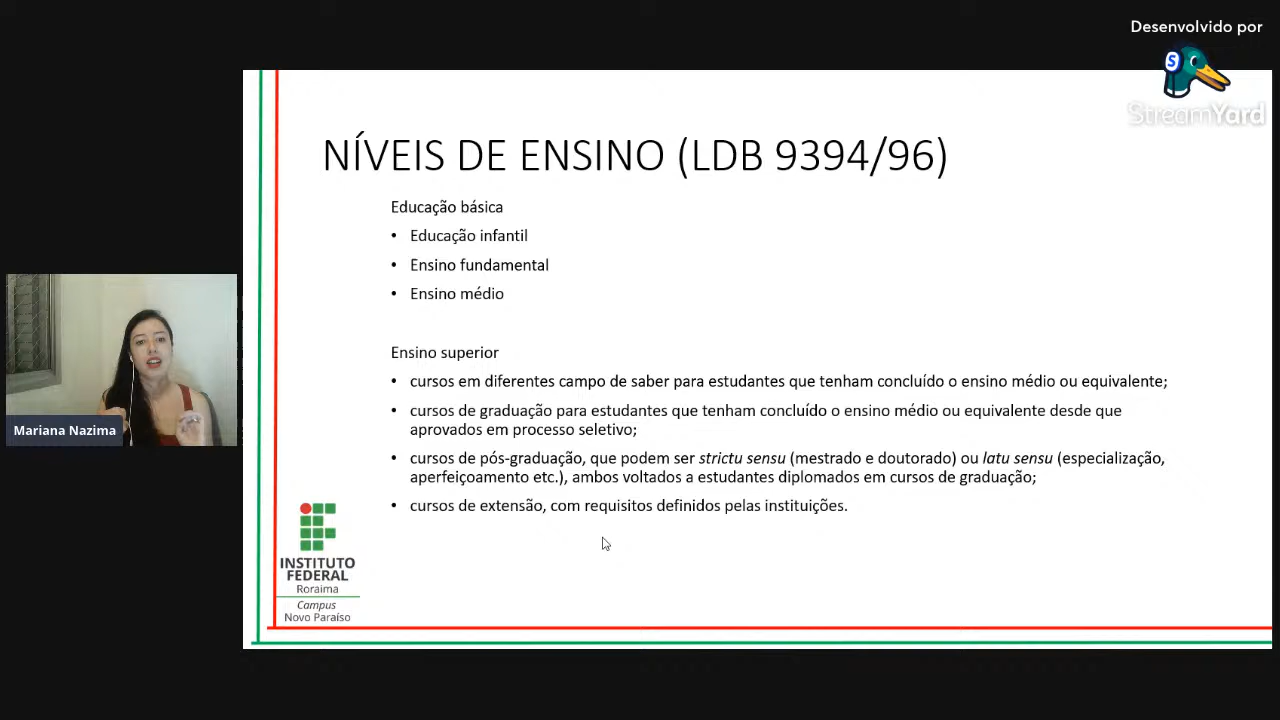 Desenvolvido por
StreamYard
NÍVEIS DE ENSINO (LDB 9394/96)
Educação básica
• Educação infantil
• Ensino fundamental
• Ensino médio
Ensino superior
• cursos em diferentes campo de saber para estudantes que tenham concluído o ensino médio ou equivalente;
• cursos de graduação para estudantes que tenham concluído o ensino médio ou equivalente desde que
aprovados em processo seletivo;
• cursos de pós-graduação, que podem ser strictu sensu (mestrado e doutorado) ou latu sensu (especialização,
aperfeiçoamento etc.), ambos voltados a estudantes diplomados em cursos de graduação;
• cursos de extensão, com requisitos definidos pelas instituições.
Mariana Nazima
INSTITUTO
FEDERAL
Roraima
Campus
Novo Paraíso